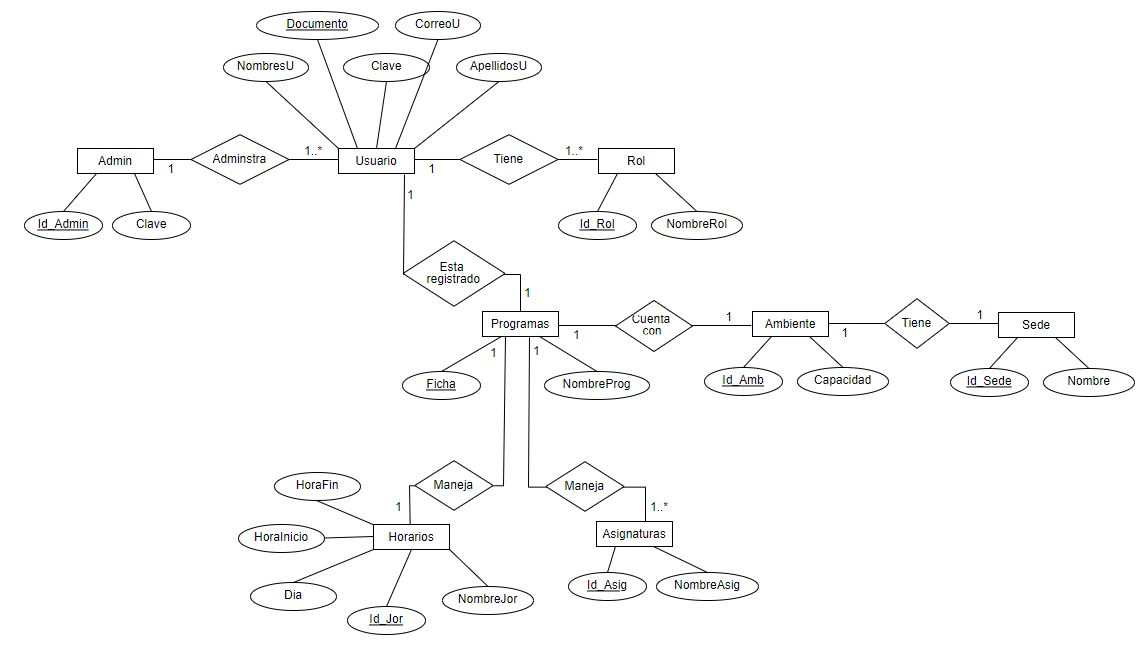 Documento
CorreoU
NombresU
Clave
ApellidosU
Admin
1
Adminstra
1..*
Usuario
1
Tiene
1..*
Rol
Id_Admin
Clave
1
Id_Rol
NombreRol
Esta
registrado
1
Programas
1
Cuenta
con
1
Ambiente
1
Tiene
1
Sede
1
1
Ficha
NombreProg
Id_Amb
Capacidad
Id_Sede
Nombre
HoraFin
Maneja
1
Maneja
1..*
HoraInicio
Horarios
Asignaturas
Dia
Id_Jor
NombreJor
Id_Asig
NombreAsig